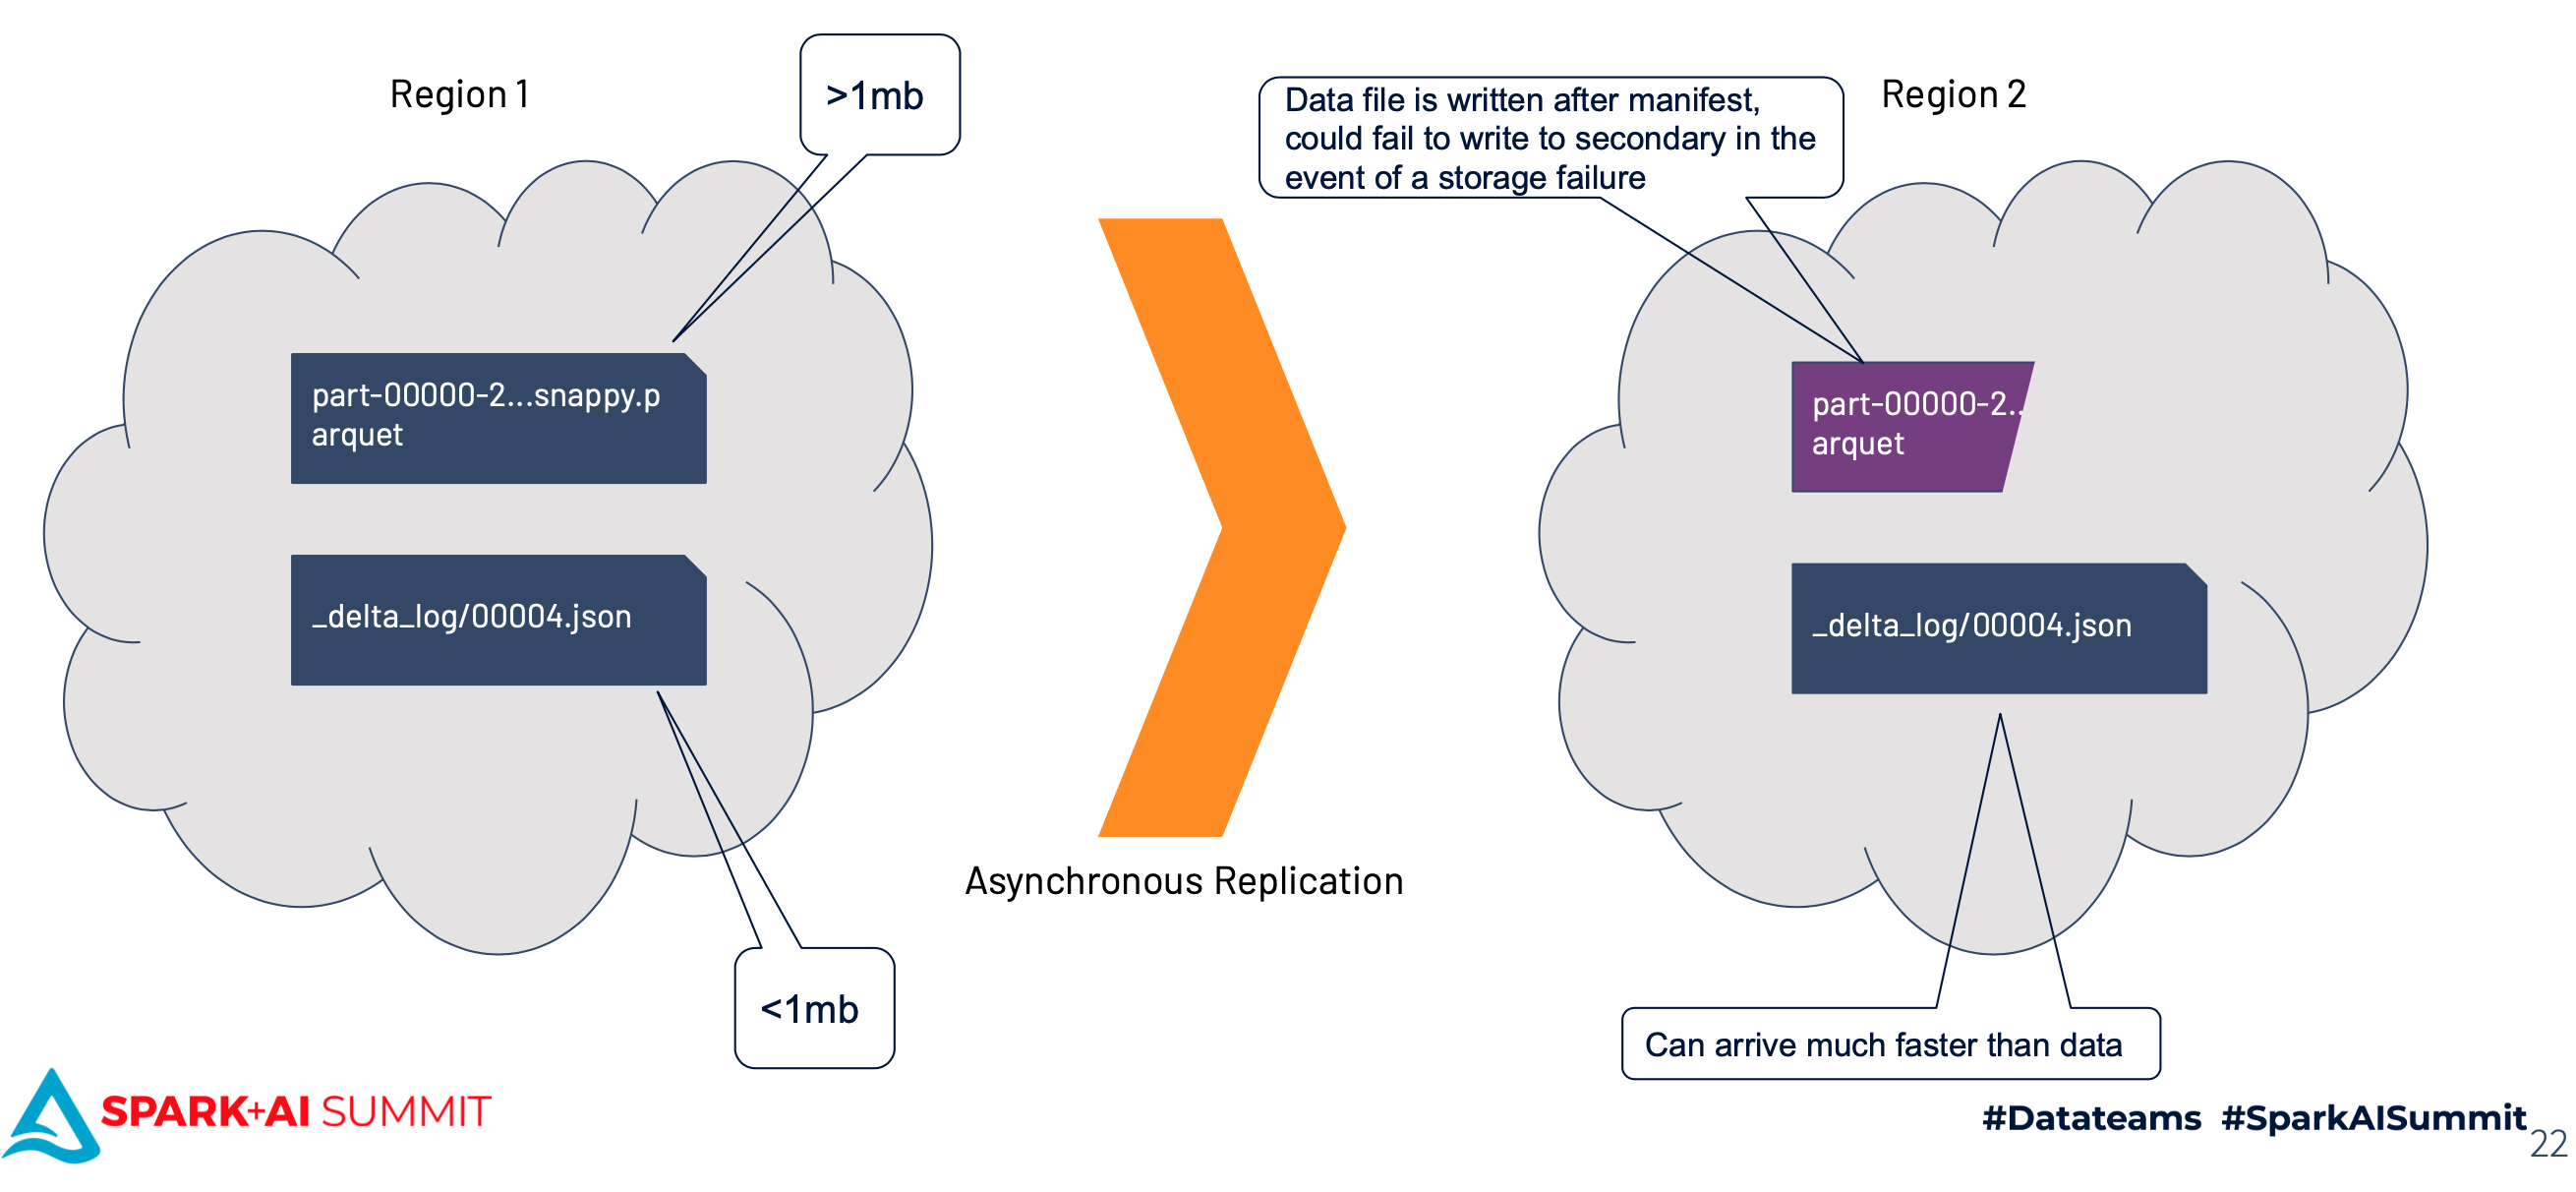 Region 1
>1mb
part-00000-2...snappy.p
arquet
_delta_log/00004.json
<1mb
Asynchronous Replication
Data file is written after manifest,
could fail to write to secondary in the
event of a storage failure
Region 2
part-00000-2..
arquet
_delta_log/00004.json
Can arrive much faster than data
SPARK+AI SUMMIT
#Datateams #SparkAISummit
22